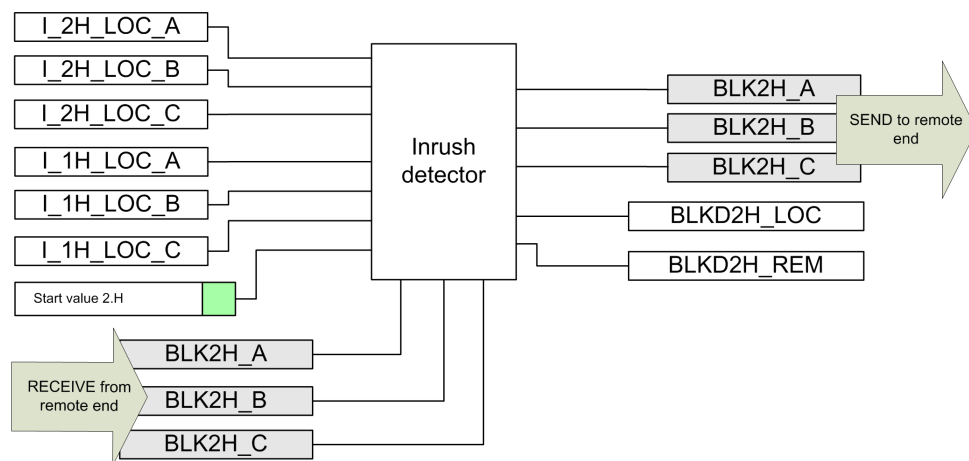 I_2H_LOC_A
I_2H_LOC_B
I_2H_LOC_C
I_1H_LOC_A
I_1H_LOC_B
I_1H_LOC_C
Start value 2.H
Inrush
detector
BLK2H_A
BLK2H_B
BLK2H_C
SEND to remote
end
BLKD2H_LOC
BLKD2H_REM
RECEIVE from
remote end
BLK2H_A
BLK2H_B
BLK2H_C